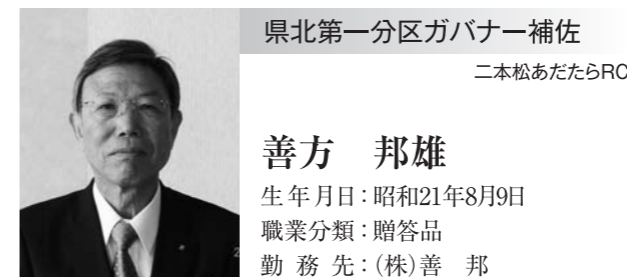 県北第一分区ガバナー補佐
二本松あだたらRC
善方　邦雄
生年月日：昭和21年8月9日
職業分類：贈答品
勤 務 先：(株)善　邦